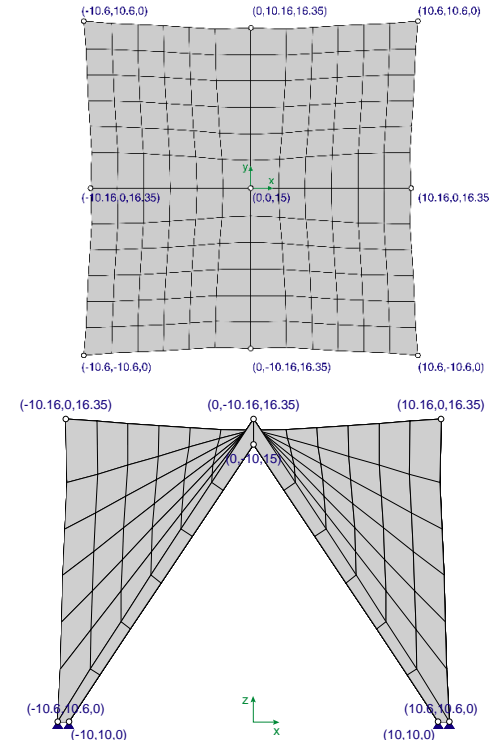 (-10.6,10.6,0) (0,10.16,16.35) (10.6,10.6,0)
y
x
(-10.16,0,16.35) (0,0,15) (10.16,0,16.35
(-10.6,-10.6,0) (0,-10.16,16.35) (10.6,-10.6,0)
(-10.16,0,16.35) (0,-10.16,16.35) (10.16,0,16.35)
(0,-10,15)
z
x
(-10.6,10.6,0) (10.6,10.6,0)
(-10,10,0) (10,10,0)